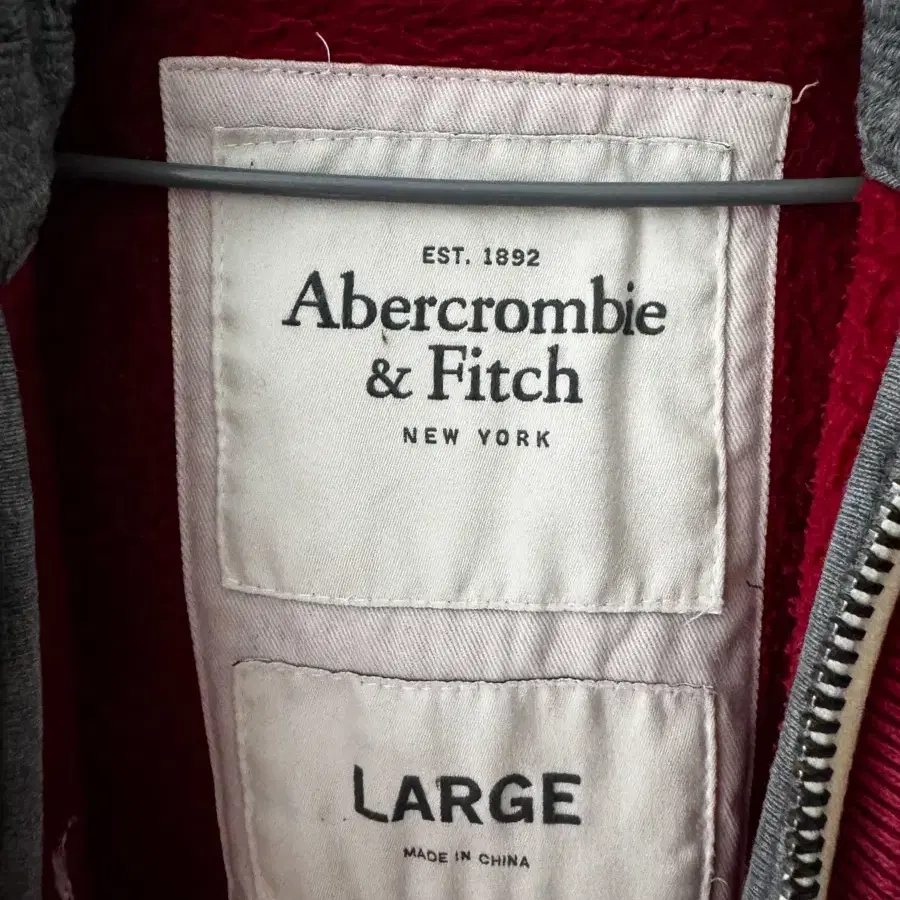 EST. 1892
Abercrombie
& Fitch
NEW YORK
LARGE
MADE IN CHINA